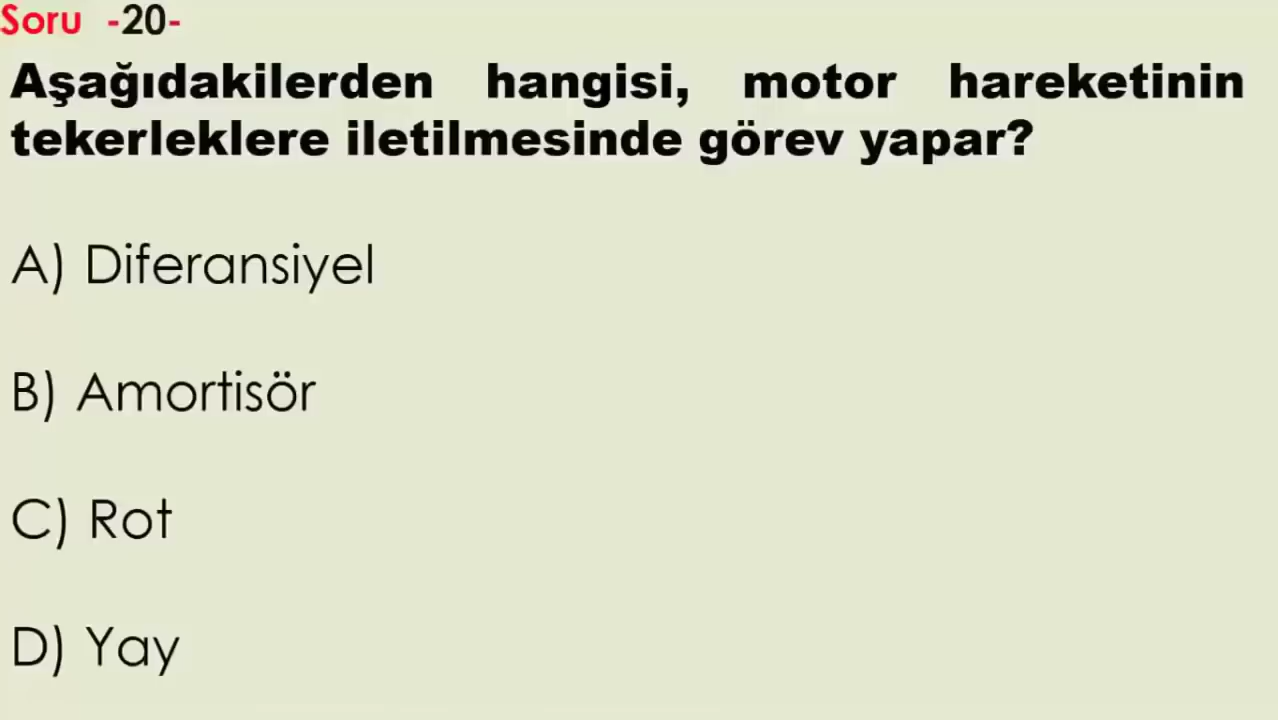 Soru -20-
Aşağıdakilerden hangisi, motor hareketinin
tekerleklere iletilmesinde görev yapar?
A) Diferansiyel
B) Amortisör
C) Rot
D) Yay